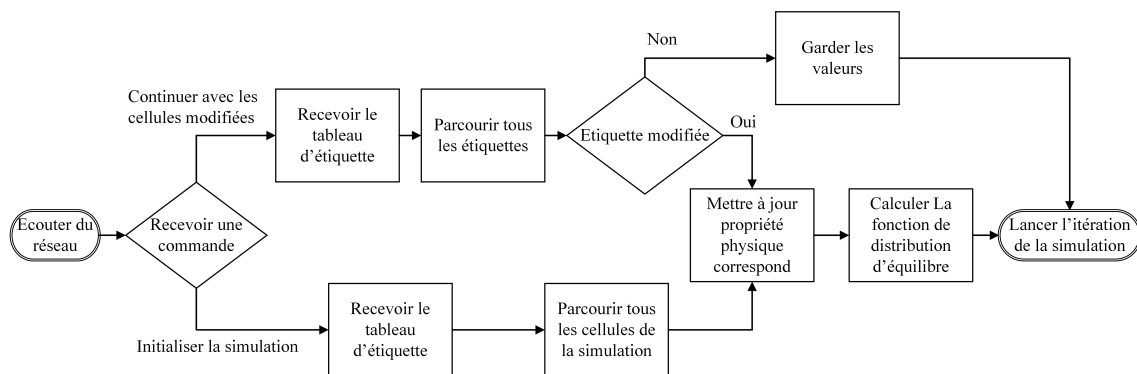 Ecouter du
réseau
Recevoir une
commande
Continuer avec les
cellules modifiées
Recevoir le
tableau
d'étiquette
Parcourir tous
les étiquettes
Etiquette modifiée
Non
Garder les
valeurs
Oui
Mettre à jour
propriété
physique
correspond
Calculer La
fonction de
distribution
d'équilibre
Lancer l'itération
de la simulation
Initialiser la simulation
Recevoir le
tableau
d'étiquette
Parcourir tous
les cellules de
la simulation